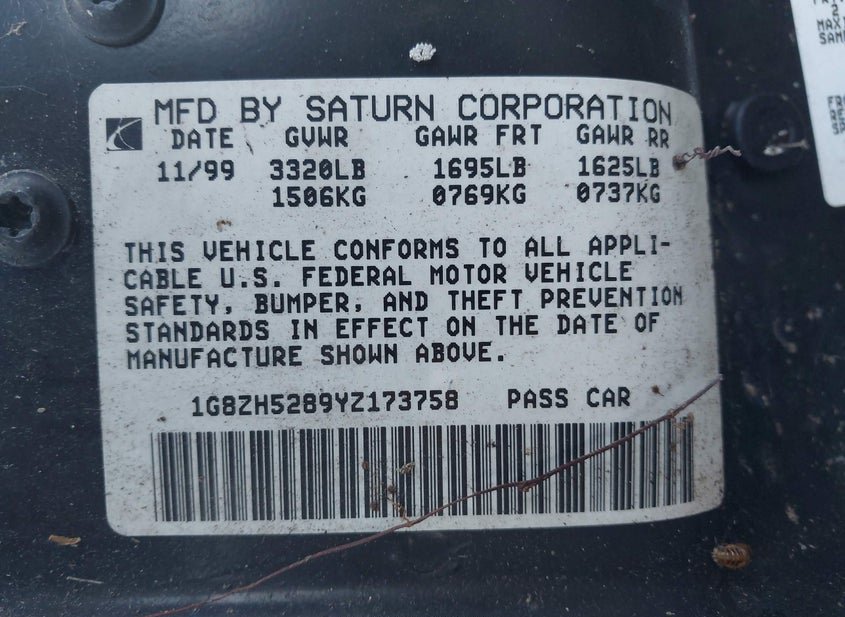 MFD BY SATURN CORPORATION
DATE GVWR GAWR FRT GAWR RR
11/99 3320LB 1695LB 1625LB
1506KG 0769KG 0737KG
THIS VEHICLE CONFORMS TO ALL APPLI-
CABLE U.S. FEDERAL MOTOR VEHICLE
SAFETY, BUMPER, AND THEFT PREVENTION
STANDARDS IN EFFECT ON THE DATE OF
MANUFACTURE SHOWN ABOVE.
1G8ZH5289YZ173758 PASS CAR